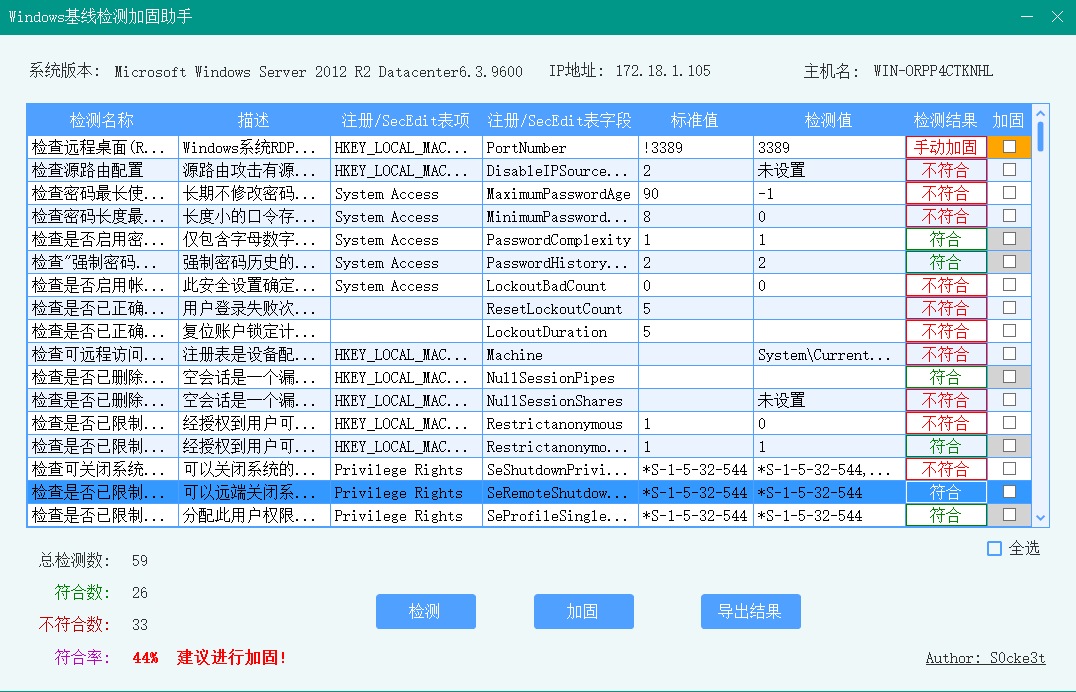 Windows基线检测加固助手
系统版本： Microsoft Windows Server 2012 R2 Datacenter6.3.9600 IP地址： 172.18.1.105 主机名： WIN-ORPP4CTKNHL
检测名称 描述 注册/SecEdit表项 注册/SecEdit表字段 标准值 检测值 检测结果 加固
检查远程桌面(R... Windows系统RDP... HKEY_LOCAL_MAC... PortNumber !3389 3389 手动加固
检查源路由配置 源路由攻击有源... HKEY_LOCAL_MAC... DisableIPSource... 2 未设置 不符合
检查密码最长使... 长期不修改密码... System Access MaximumPasswordAge 90 -1 不符合
检查密码长度最... 长度小的口令存... System Access MinimumPassword... 8 0 不符合
检查是否启用密... 仅包含字母数字... System Access PasswordComplexity 1 1 符合
检查"强制密码... 强制密码历史的... System Access PasswordHistory... 2 2 符合
检查是否启用帐... 此安全设置确定... System Access LockoutBadCount 0 0 不符合
检查是否已正确... 用户登录失败次... ResetLockoutCount 5 不符合
检查是否已正确... 复位账户锁定计... LockoutDuration 5 不符合
检查可远程访问... 注册表是设备配... HKEY_LOCAL_MAC... Machine System\Current... 不符合
检查是否已删除... 空会话是一个漏... HKEY_LOCAL_MAC... NullSessionPipes 符合
检查是否已删除... 空会话是一个漏... HKEY_LOCAL_MAC... NullSessionShares 未设置 不符合
检查是否已限制... 经授权到用户可... HKEY_LOCAL_MAC... Restrictanonymous 1 0 不符合
检查是否已限制... 经授权到用户可... HKEY_LOCAL_MAC... Restrictanonymo... 1 1 符合
检查可关闭系统... 可以关闭系统的... Privilege Rights SeShutdownPrivi... *S-1-5-32-544 *S-1-5-32-544,... 不符合
检查是否已限制... 可以远端关闭系... Privilege Rights SeRemoteShutdow... *S-1-5-32-544 *S-1-5-32-544 符合
检查是否已限制... 分配此用户权限... Privilege Rights SeProfileSingle... *S-1-5-32-544 *S-1-5-32-544 符合
全选
总检测数： 59
符合数： 26
不符合数： 33
符合率： 44% 建议进行加固!
检测 加固 导出结果
Author: S0cke3t